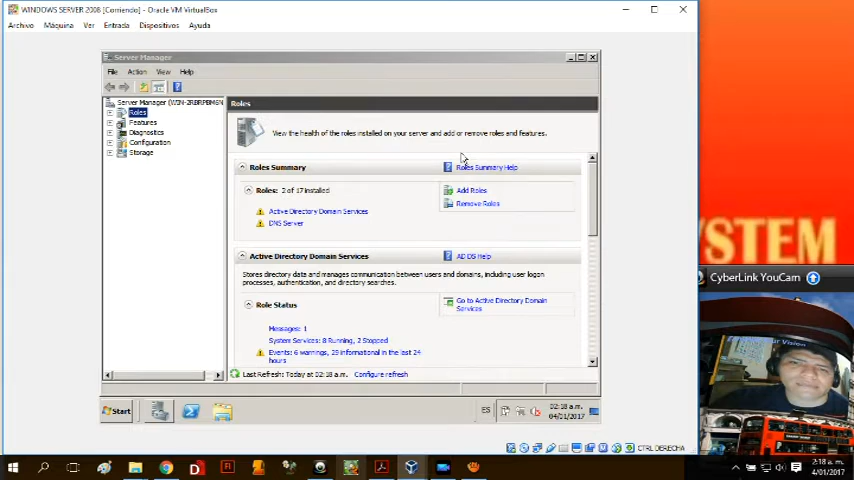 WINDOWS SERVER 2008 [Corriendo] - Oracle VM VirtualBox
Archivo Máquina Ver Entrada Dispositivos Ayuda
Server Manager
File Action View Help
Server Manager (WIN-2RBRPBM6N
Roles
Features
Diagnostics
Configuration
Storage
Roles
View the health of the roles installed on your server and add or remove roles and features.
Roles Summary
Roles Summary Help
Roles: 2 of 17 installed
Add Roles
Remove Roles
Active Directory Domain Services
DNS Server
Active Directory Domain Services
AD DS Help
Stores directory data and manages communication between users and domains, including user logon
processes, authentication, and directory searches.
Role Status
Go to Active Directory Domain
Services
Messages: 1
System Services: 8 Running, 2 Stopped
Events: 6 warnings, 29 informational in the last 24
hours
Last Refresh: Today at 02:18 a.m. Configure refresh
Start
ES
02:18 a.m.
04/01/2017
CTRL DERECHA
STEM
CyberLink YouCam
Vision
2:18 a. m.
4/01/2017